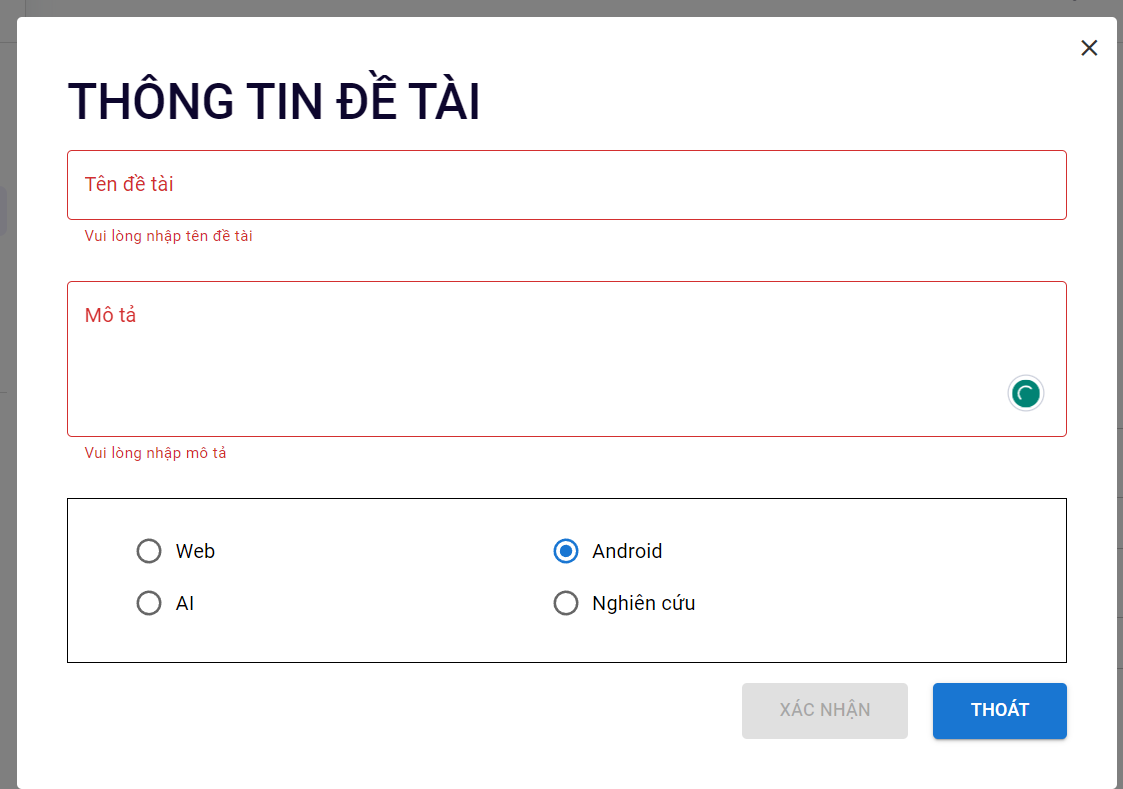 THÔNG TIN ĐỀ TÀI
Tên đề tài
Vui lòng nhập tên đề tài
Mô tả
Vui lòng nhập mô tả
Web
Android
AI
Nghiên cứu
XÁC NHẬN
THOÁT